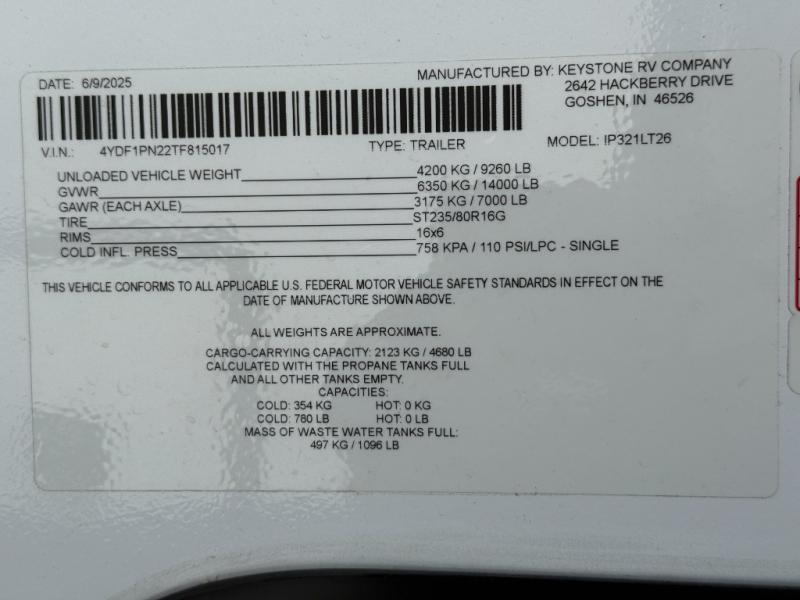 DATE: 6/9/2025
MANUFACTURED BY: KEYSTONE RV COMPANY
2642 HACKBERRY DRIVE
GOSHEN, IN 46526
V.I.N.: 4YDF1PN22TF815017 TYPE: TRAILER MODEL: IP321LT26
UNLOADED VEHICLE WEIGHT 4200 KG / 9260 LB
GVWR 6350 KG / 14000 LB
GAWR (EACH AXLE) 3175 KG / 7000 LB
TIRE ST235/80R16G
RIMS 16x6
COLD INFL. PRESS 758 KPA / 110 PSI/LPC - SINGLE
THIS VEHICLE CONFORMS TO ALL APPLICABLE U.S. FEDERAL MOTOR VEHICLE SAFETY STANDARDS IN EFFECT ON THE
DATE OF MANUFACTURE SHOWN ABOVE.
ALL WEIGHTS ARE APPROXIMATE.
CARGO-CARRYING CAPACITY: 2123 KG / 4680 LB
CALCULATED WITH THE PROPANE TANKS FULL
AND ALL OTHER TANKS EMPTY.
CAPACITIES:
COLD: 354 KG HOT: 0 KG
COLD: 780 LB HOT: 0 LB
MASS OF WASTE WATER TANKS FULL:
497 KG / 1096 LB